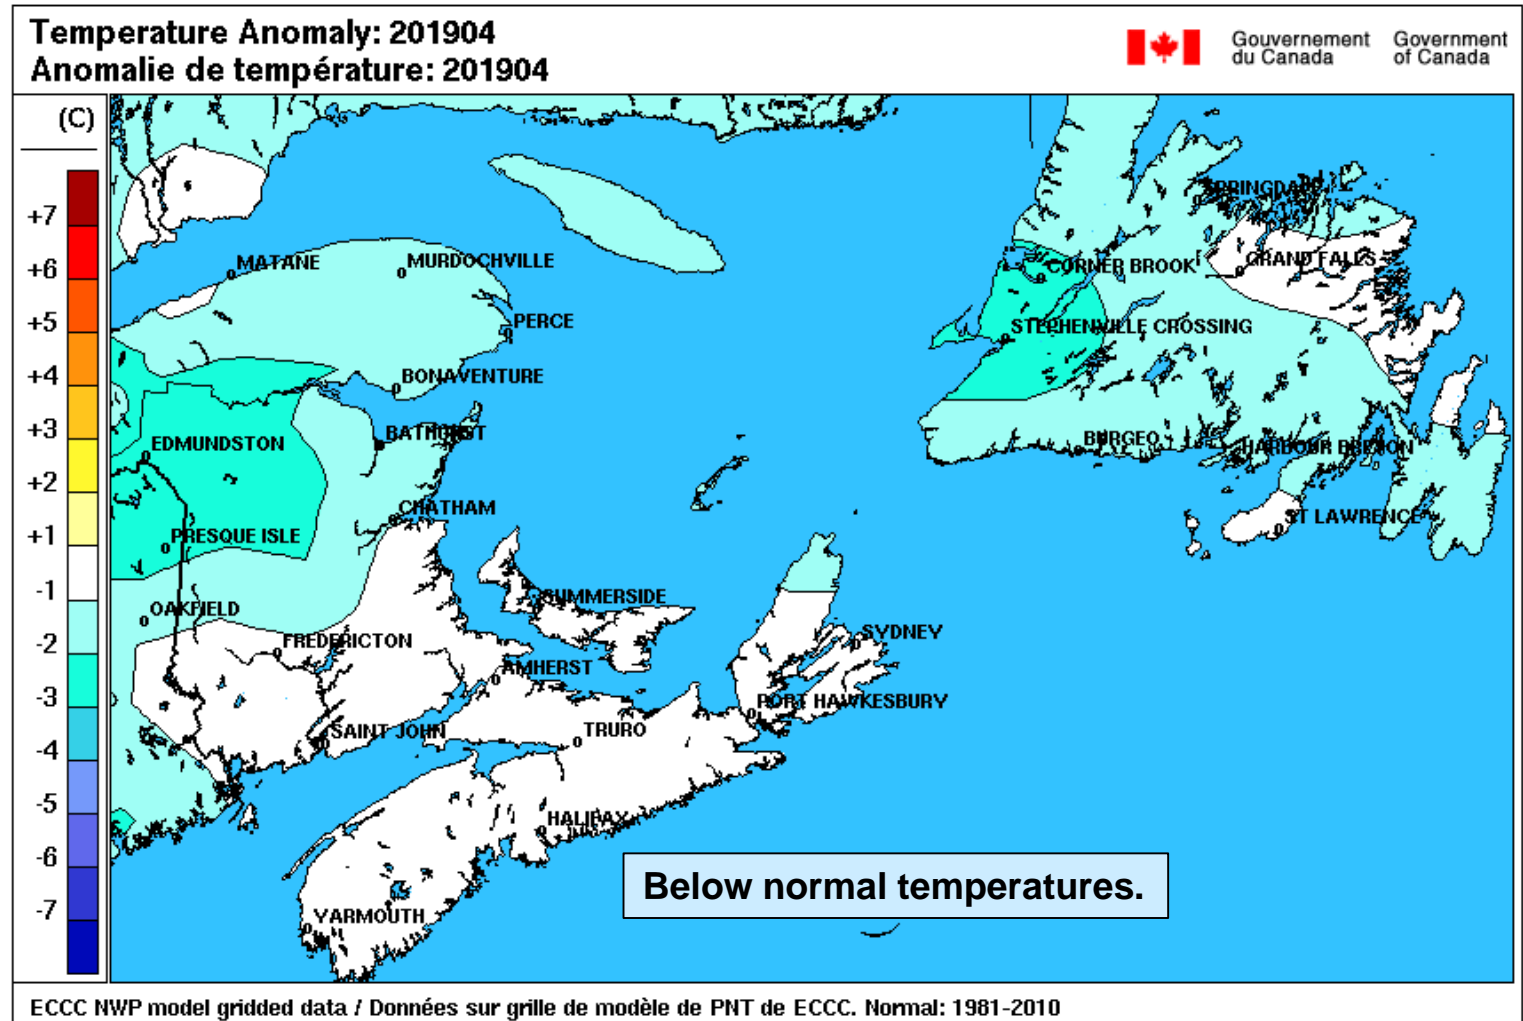 Temperature Anomaly: 201904
Anomalie de température: 201904
Gouvernement du Canada
Government of Canada
(C)
+7
+6
+5
+4
+3
+2
+1
-1
-2
-3
-4
-5
-6
-7
MATANE
MURDOCHVILLE
PERCE
BONAVENTURE
BATHURST
EDMUNDSTON
CHATHAM
PRESQUE ISLE
OAKFIELD
FREDERICTON
SUMMERSIDE
AMHERST
SAINT JOHN
TRURO
SYDNEY
PORT HAWKESBURY
HALIFAX
YARMOUTH
SPRINGDALE
CORNER BROOK
GRAND FALLS
STEPHENVILLE CROSSING
BURGEO
HARBOUR BRETON
ST LAWRENCE
Below normal temperatures.
ECCC NWP model gridded data / Données sur grille de modèle de PNT de ECCC. Normal: 1981-2010